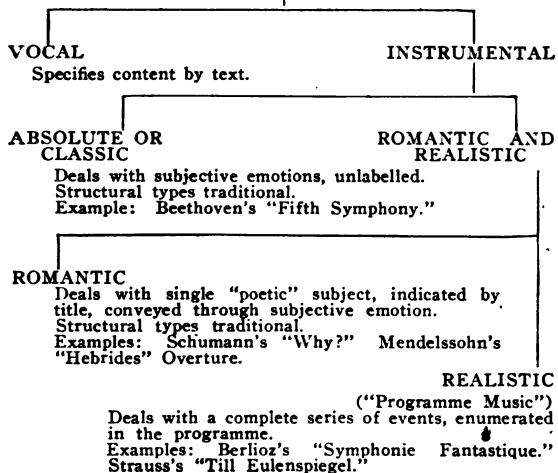 VOCAL
INSTRUMENTAL
Specifies content by text.
ABSOLUTE OR
CLASSIC
ROMANTIC AND
REALISTIC
Deals with subjective emotions, unlabelled.
Structural types traditional.
Example: Beethoven's "Fifth Symphony."
ROMANTIC
Deals with single "poetic" subject, indicated by
title, conveyed through subjective emotion.
Structural types traditional.
Examples: Schumann's "Why?" Mendelssohn's
"Hebrides" Overture.
REALISTIC
("Programme Music")
Deals with a complete series of events, enumerated
in the programme.
Examples: Berlioz's "Symphonie Fantastique."
Strauss's "Till Eulenspiegel."